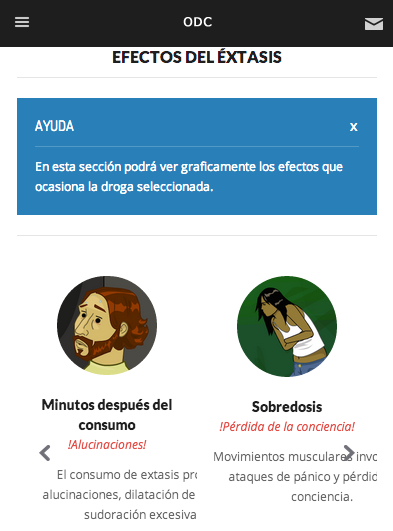 ODC
EFECTOS DEL ÉXTASIS
AYUDA x
En esta sección podrá ver graficamente los efectos que
ocasiona la droga seleccionada.
Minutos después del
consumo
!Alucinaciones!
El consumo de extasis pro
alucinaciones, dilatación de
sudoración excesiva
Sobredosis
!Pérdida de la conciencia!
Movimientos musculares invo
ataques de pánico y pérdid
conciencia.